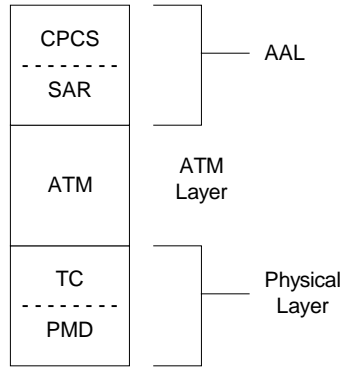 CPCS
SAR
AAL
ATM
ATM
Layer
TC
PMD
Physical
Layer